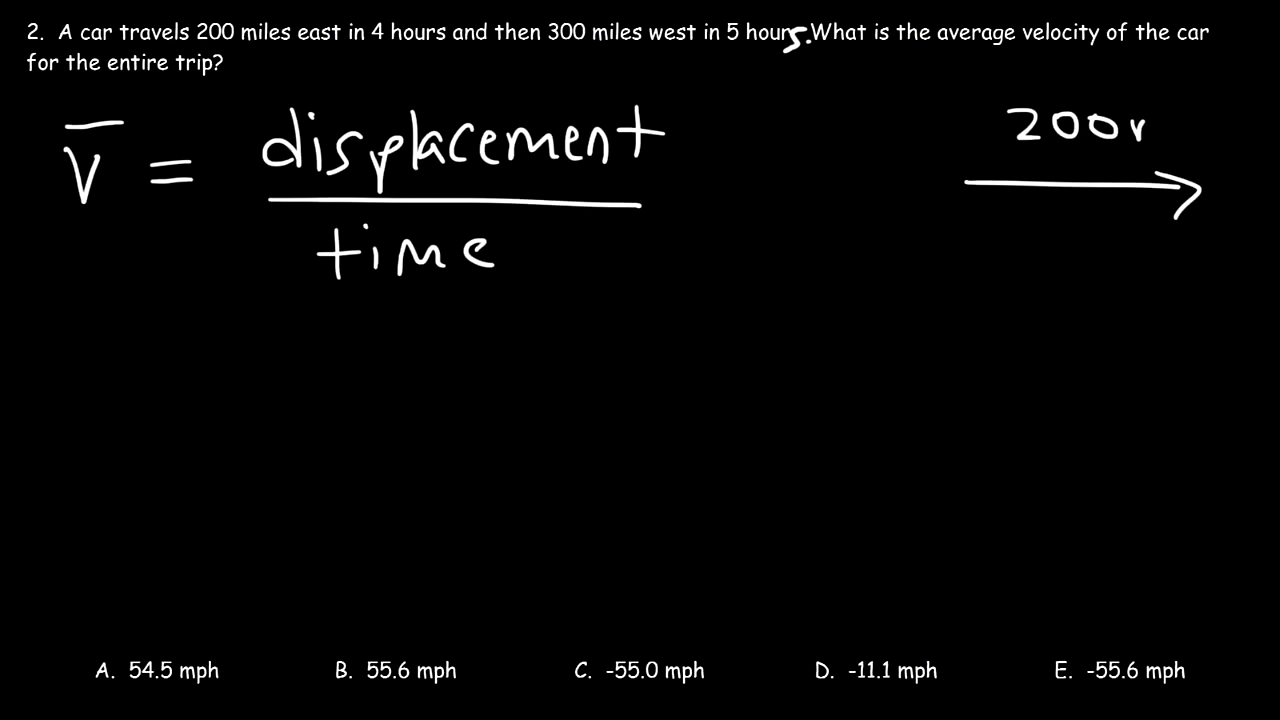 2. A car travels 200 miles east in 4 hours and then 300 miles west in 5 hours. What is the average velocity of the car
for the entire trip?
v̅ = displacement
time
200
A. 54.5 mph B. 55.6 mph C. -55.0 mph D. -11.1 mph E. -55.6 mph